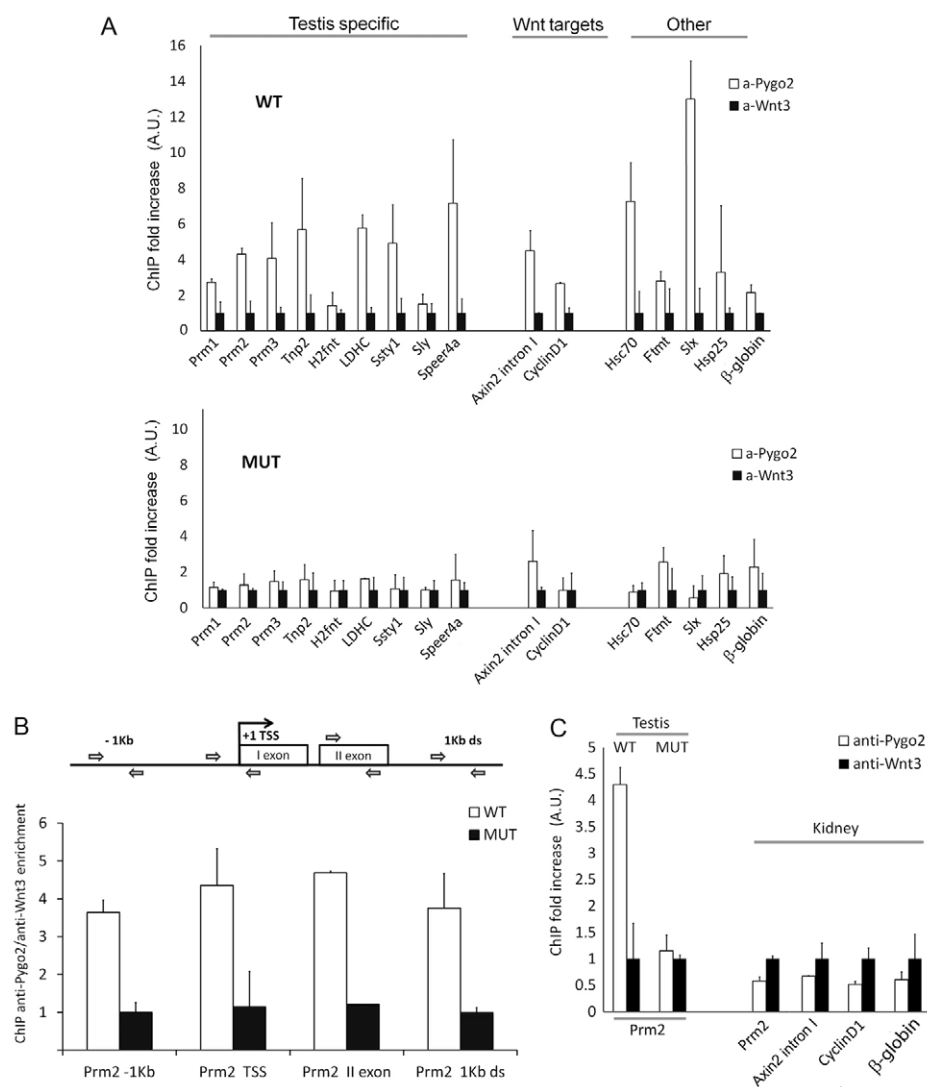 A
Testis specific
Wnt targets
Other
16
14
12
10
8
6
4
2
0
ChIP fold increase (A.U.)
WT
a-Pygo2
a-Wnt3
Prm1
Prm2
Prm3
Tnp2
H2fnt
LDHC
Ssty1
Sly
Speer4a
Axin2 intron I
CyclinD1
Hsc70
Ftmt
Slx
Hsp25
β-globin
10
8
6
4
2
0
ChIP fold increase (A.U.)
MUT
a-Pygo2
a-Wnt3
Prm1
Prm2
Prm3
Tnp2
H2fnt
LDHC
Ssty1
Sly
Speer4a
Axin2 intron I
CyclinD1
Hsc70
Ftmt
Slx
Hsp25
β-globin
B
- 1Kb
+1 TSS
I exon
II exon
1Kb ds
6
5
4
3
2
1
ChIP anti-Pygo2/anti-Wnt3 enrichment
WT
MUT
Prm2 -1Kb
Prm2 TSS
Prm2 II exon
Prm2 1Kb ds
C
Testis
WT MUT
anti-Pygo2
anti-Wnt3
Kidney
5
4.5
4
3.5
3
2.5
2
1.5
1
0.5
0
ChIP fold increase (A.U.)
Prm2
Prm2
Axin2 intron I
CyclinD1
β-globin